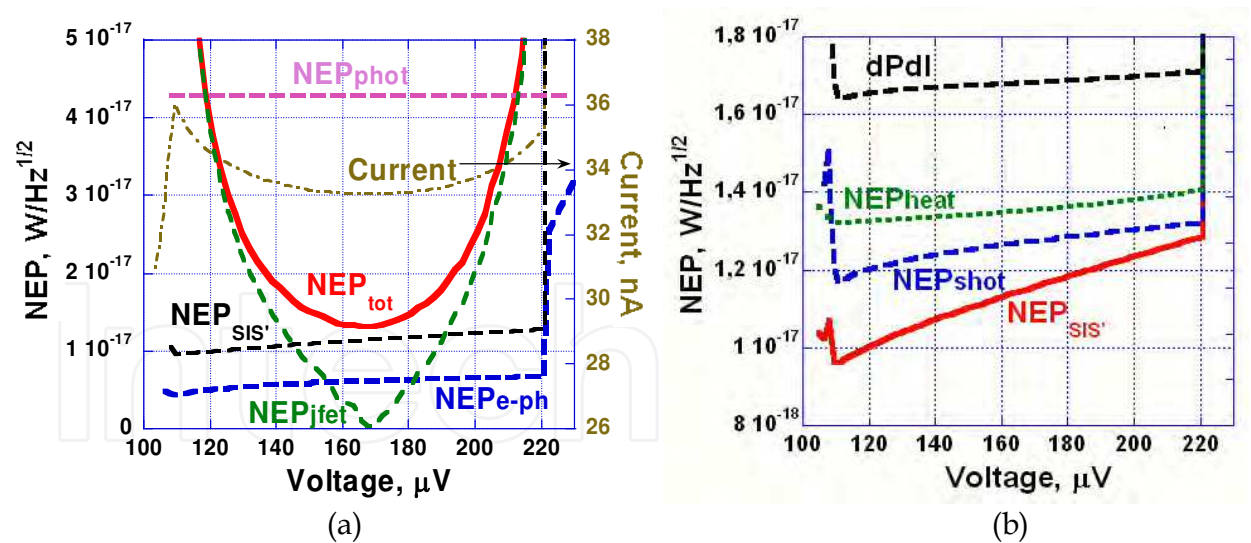 5 10-17
4 10-17
3 10-17
2 10-17
1 10-17
0
NEP, W/Hz1/2
38
36
34
32
30
28
26
Current, nA
100 120 140 160 180 200 220
Voltage, μV
NEPphot
Current
NEPtot
NEPSIS'
NEPjfet
NEPe-ph
(a)
1,8 10-17
1,6 10-17
1,4 10-17
1,2 10-17
1 10-17
8 10-18
NEP, W/Hz1/2
100 120 140 160 180 200 220
Voltage, μV
dPdI
NEPheat
NEPshot
NEPSIS'
(b)